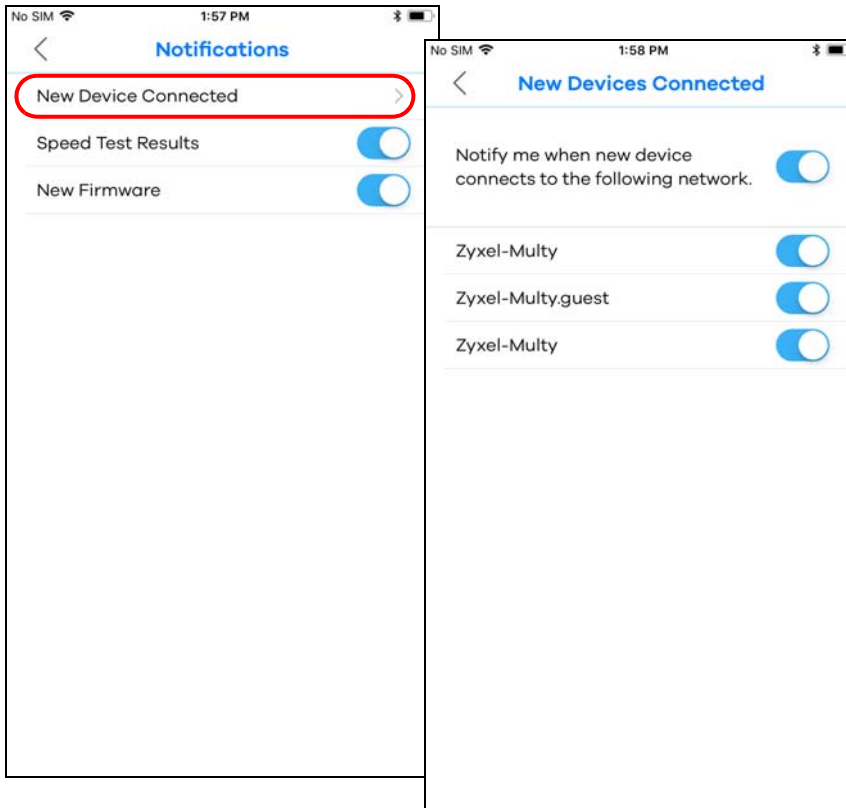 No SIM 1:57 PM
Notifications
New Device Connected
Speed Test Results
New Firmware
No SIM 1:58 PM
New Devices Connected
Notify me when new device
connects to the following network.
Zyxel-Multy
Zyxel-Multy.guest
Zyxel-Multy